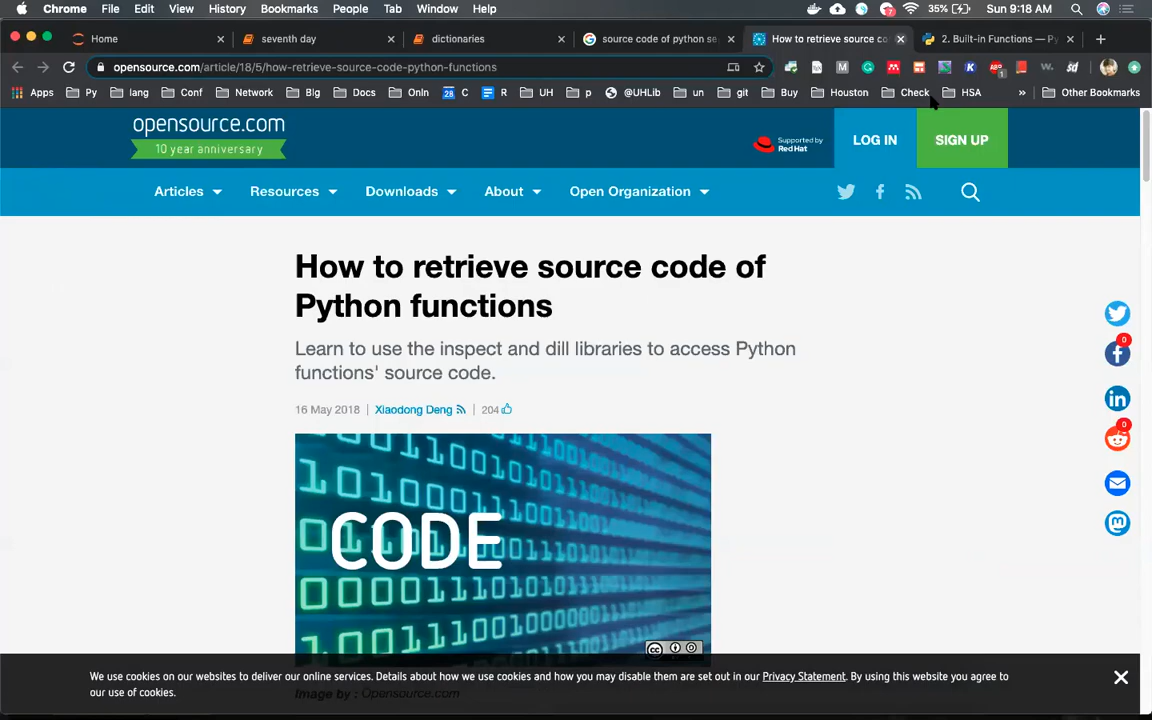 Chrome File Edit View History Bookmarks People Tab Window Help 7 35% Sun 9:18 AM
Home seventh day dictionaries source code of python se How to retrieve source co 2. Built-in Functions — Py
opensource.com/article/18/5/how-retrieve-source-code-python-functions
Apps Py lang Conf Network Blg Docs OnIn 28 C R UH p @UHLib un git Buy Houston Check HSA » Other Bookmarks
opensource.com
10 year anniversary
Supported by
Red Hat
LOG IN SIGN UP
Articles Resources Downloads About Open Organization
How to retrieve source code of
Python functions
Learn to use the inspect and dill libraries to access Python
functions' source code.
16 May 2018 | Xiaodong Deng | 204
0
0
CODE
We use cookies on our websites to deliver our online services. Details about how we use cookies and how you may disable them are set out in our Privacy Statement. By using this website you agree to
our use of cookies.
Image by : Opensource.com